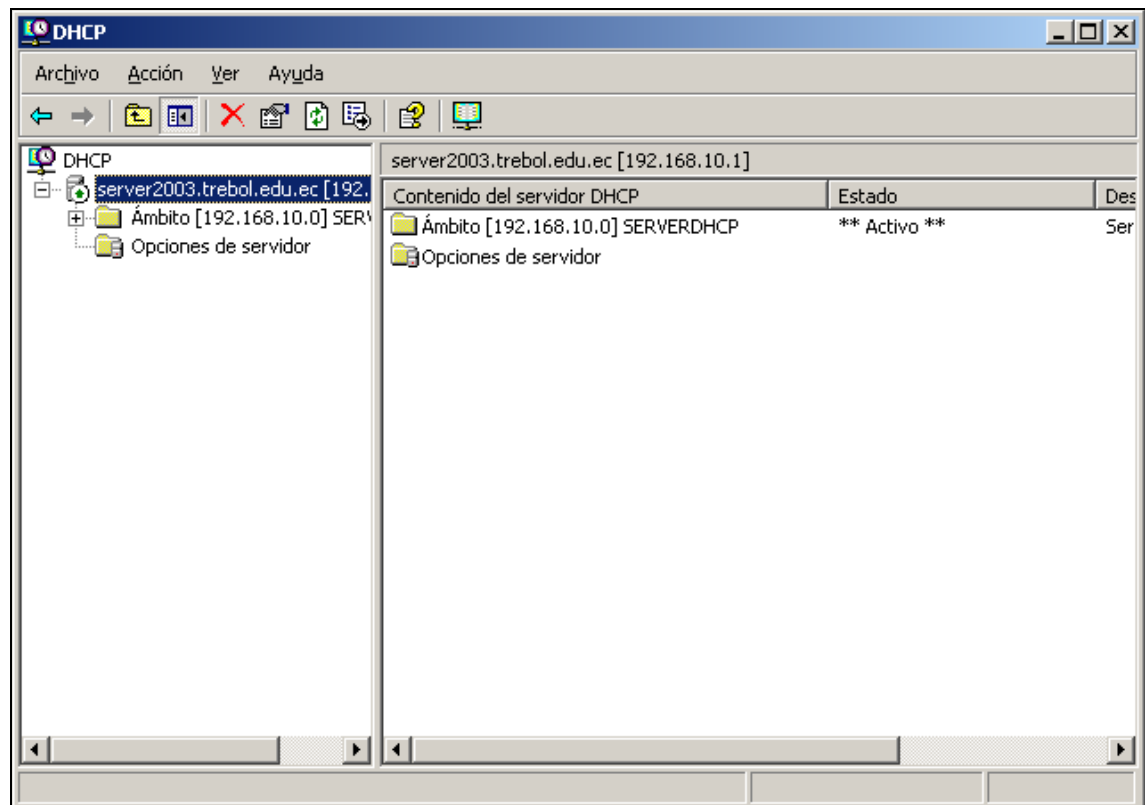 DHCP
Archivo Acción Ver Ayuda
DHCP
server2003.trebol.edu.ec [192.
Ámbito [192.168.10.0] SERV
Opciones de servidor
server2003.trebol.edu.ec [192.168.10.1]
Contenido del servidor DHCP Estado Des
Ámbito [192.168.10.0] SERVERDHCP ** Activo ** Ser
Opciones de servidor